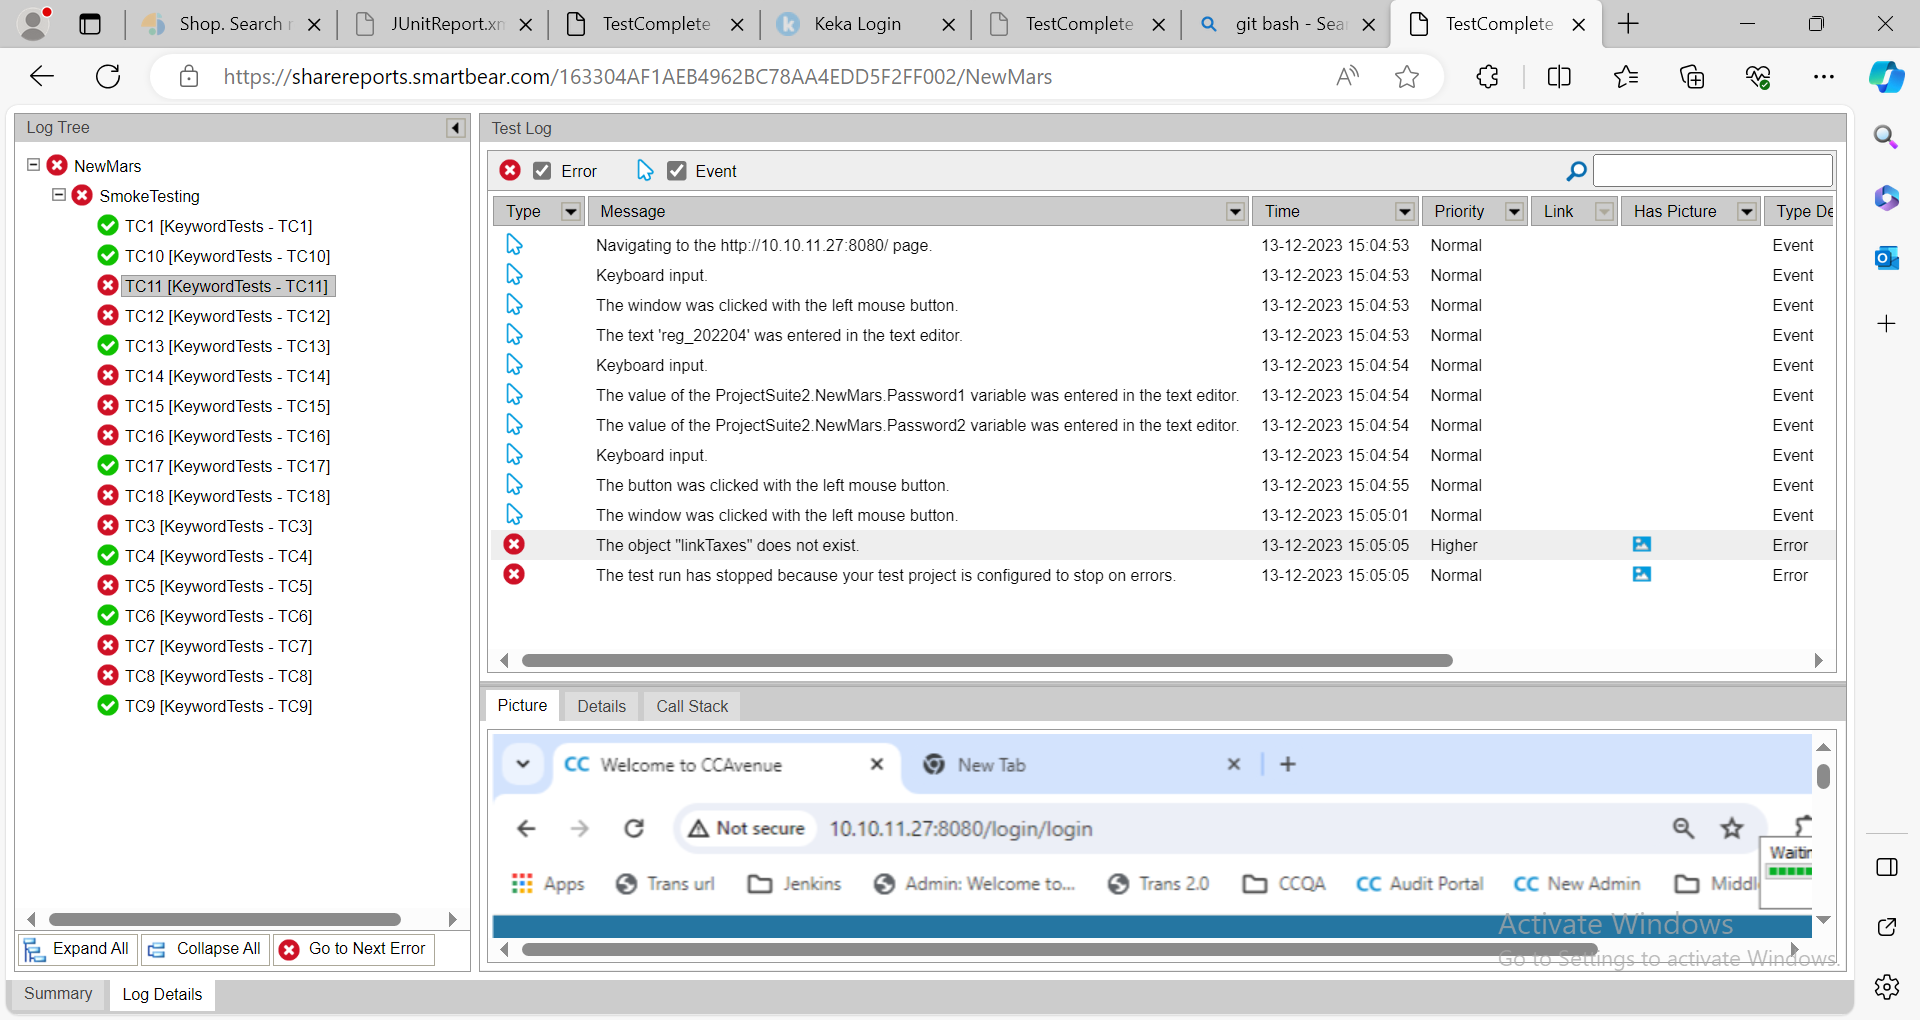 Shop. Search r
JUnitReport.xm
TestComplete
Keka Login
TestComplete
git bash - Sear
TestComplete
https://sharereports.smartbear.com/163304AF1AEB4962BC78AA4EDD5F2FF002/NewMars
Log Tree
NewMars
SmokeTesting
TC1 [KeywordTests - TC1]
TC10 [KeywordTests - TC10]
TC11 [KeywordTests - TC11]
TC12 [KeywordTests - TC12]
TC13 [KeywordTests - TC13]
TC14 [KeywordTests - TC14]
TC15 [KeywordTests - TC15]
TC16 [KeywordTests - TC16]
TC17 [KeywordTests - TC17]
TC18 [KeywordTests - TC18]
TC3 [KeywordTests - TC3]
TC4 [KeywordTests - TC4]
TC5 [KeywordTests - TC5]
TC6 [KeywordTests - TC6]
TC7 [KeywordTests - TC7]
TC8 [KeywordTests - TC8]
TC9 [KeywordTests - TC9]
Expand All Collapse All Go to Next Error
Summary Log Details
Test Log
Error Event
Type Message Time Priority Link Has Picture Type De
Navigating to the http://10.10.11.27:8080/ page. 13-12-2023 15:04:53 Normal Event
Keyboard input. 13-12-2023 15:04:53 Normal Event
The window was clicked with the left mouse button. 13-12-2023 15:04:53 Normal Event
The text 'reg_202204' was entered in the text editor. 13-12-2023 15:04:53 Normal Event
Keyboard input. 13-12-2023 15:04:54 Normal Event
The value of the ProjectSuite2.NewMars.Password1 variable was entered in the text editor. 13-12-2023 15:04:54 Normal Event
The value of the ProjectSuite2.NewMars.Password2 variable was entered in the text editor. 13-12-2023 15:04:54 Normal Event
Keyboard input. 13-12-2023 15:04:54 Normal Event
The button was clicked with the left mouse button. 13-12-2023 15:04:55 Normal Event
The window was clicked with the left mouse button. 13-12-2023 15:05:01 Normal Event
The object "linkTaxes" does not exist. 13-12-2023 15:05:05 Higher Error
The test run has stopped because your test project is configured to stop on errors. 13-12-2023 15:05:05 Normal Error
Picture Details Call Stack
CC Welcome to CCAvenue New Tab
Not secure 10.10.11.27:8080/login/login
Waitin
Apps Trans url Jenkins Admin: Welcome to... Trans 2.0 CCQA CC Audit Portal CC New Admin Middl
Activate Windows
Go to Settings to activate Windows.